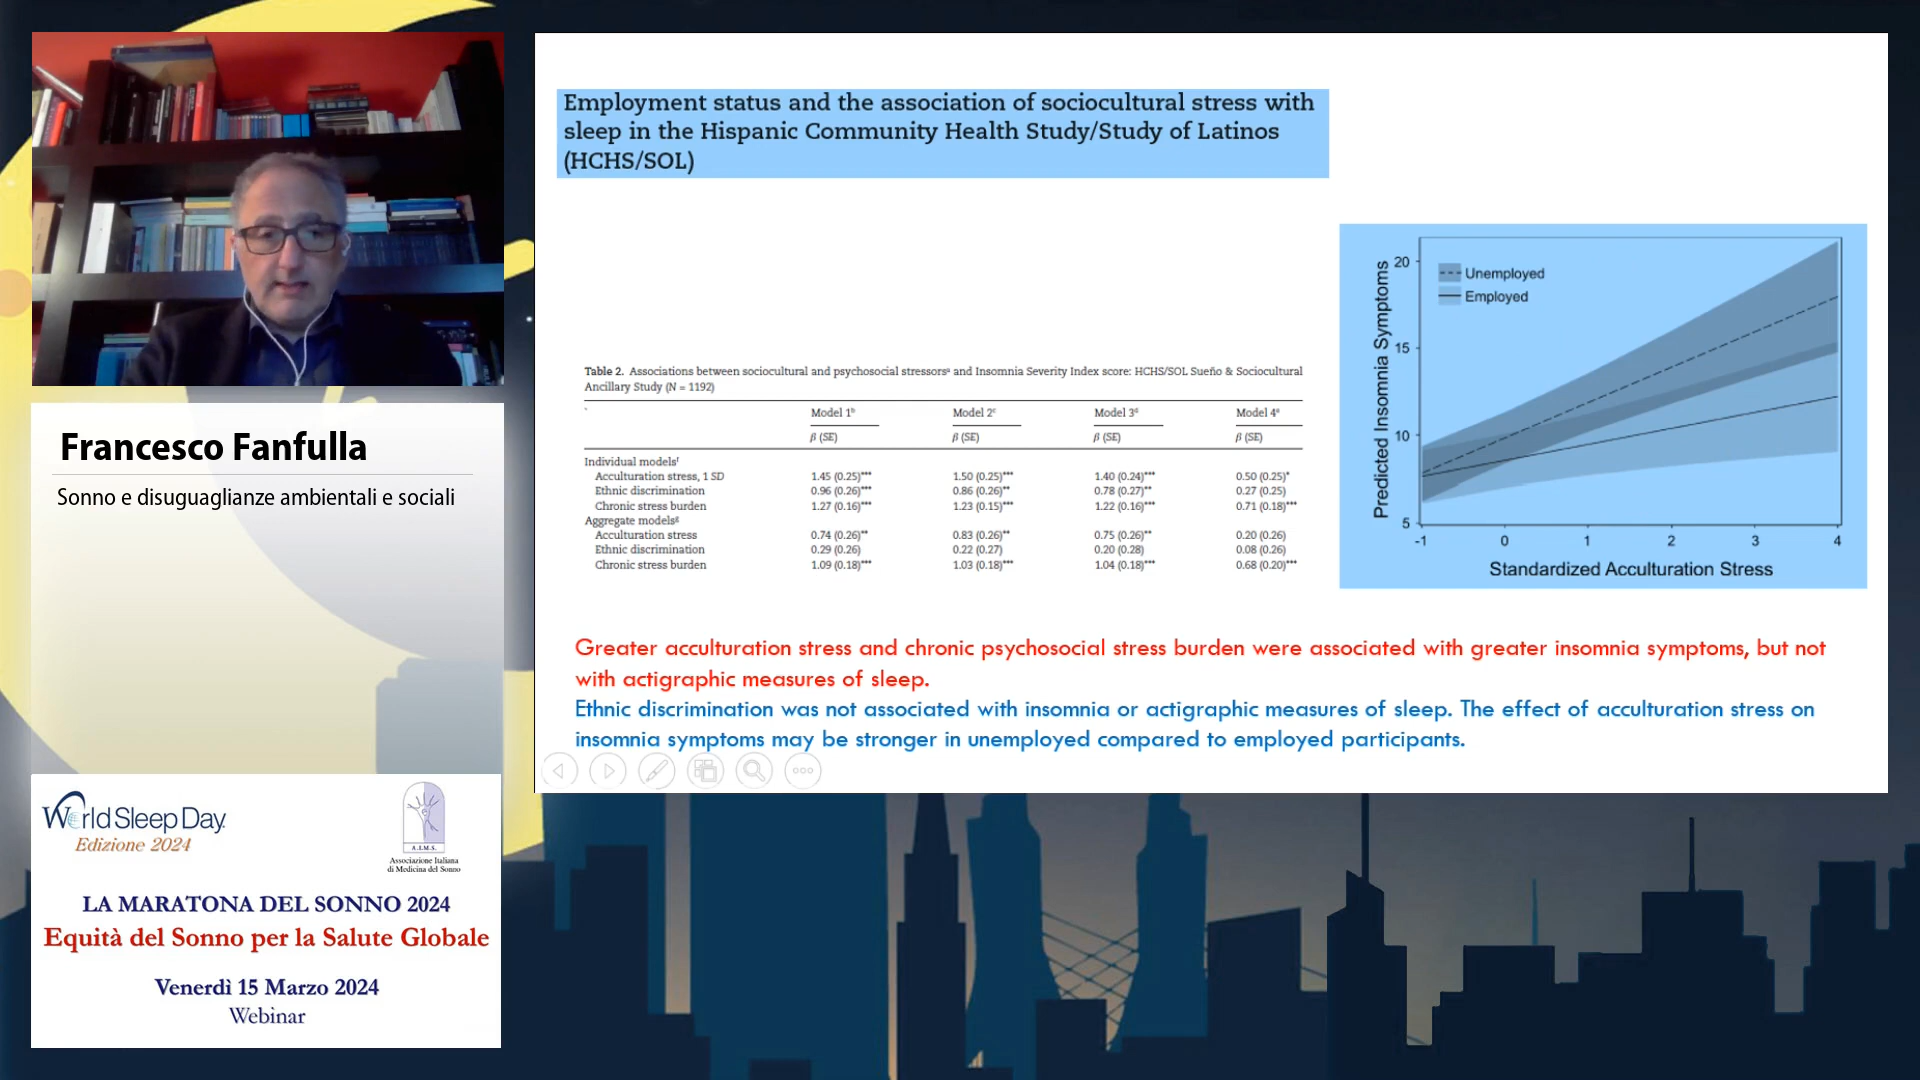 Francesco Fanfulla
Sonno e disuguaglianze ambientali e sociali
World Sleep Day
Edizione 2024
A.I.M.S.
Associazione Italiana
di Medicina del Sonno
LA MARATONA DEL SONNO 2024
Equità del Sonno per la Salute Globale
Venerdì 15 Marzo 2024
Webinar
Employment status and the association of sociocultural stress with
sleep in the Hispanic Community Health Study/Study of Latinos
(HCHS/SOL)
Table 2. Associations between sociocultural and psychosocial stressorsᵃ and Insomnia Severity Index score: HCHS/SOL Sueño & Sociocultural
Ancillary Study (N = 1192)
Model 1ᵇ Model 2ᶜ Model 3ᵈ Model 4ᵉ
β (SE) β (SE) β (SE) β (SE)
Individual modelsᶠ
Acculturation stress, 1 SD 1.45 (0.25)*** 1.50 (0.25)*** 1.40 (0.24)*** 0.50 (0.25)*
Ethnic discrimination 0.96 (0.26)*** 0.86 (0.26)** 0.78 (0.27)** 0.27 (0.25)
Chronic stress burden 1.27 (0.16)*** 1.23 (0.15)*** 1.22 (0.16)*** 0.71 (0.18)***
Aggregate modelsᵍ
Acculturation stress 0.74 (0.26)** 0.83 (0.26)** 0.75 (0.26)** 0.20 (0.26)
Ethnic discrimination 0.29 (0.26) 0.22 (0.27) 0.20 (0.28) 0.08 (0.26)
Chronic stress burden 1.09 (0.18)*** 1.03 (0.18)*** 1.04 (0.18)*** 0.68 (0.20)***
Predicted Insomnia Symptoms
20
15
10
5
Unemployed
Employed
-1 0 1 2 3 4
Standardized Acculturation Stress
Greater acculturation stress and chronic psychosocial stress burden were associated with greater insomnia symptoms, but not
with actigraphic measures of sleep.
Ethnic discrimination was not associated with insomnia or actigraphic measures of sleep. The effect of acculturation stress on
insomnia symptoms may be stronger in unemployed compared to employed participants.